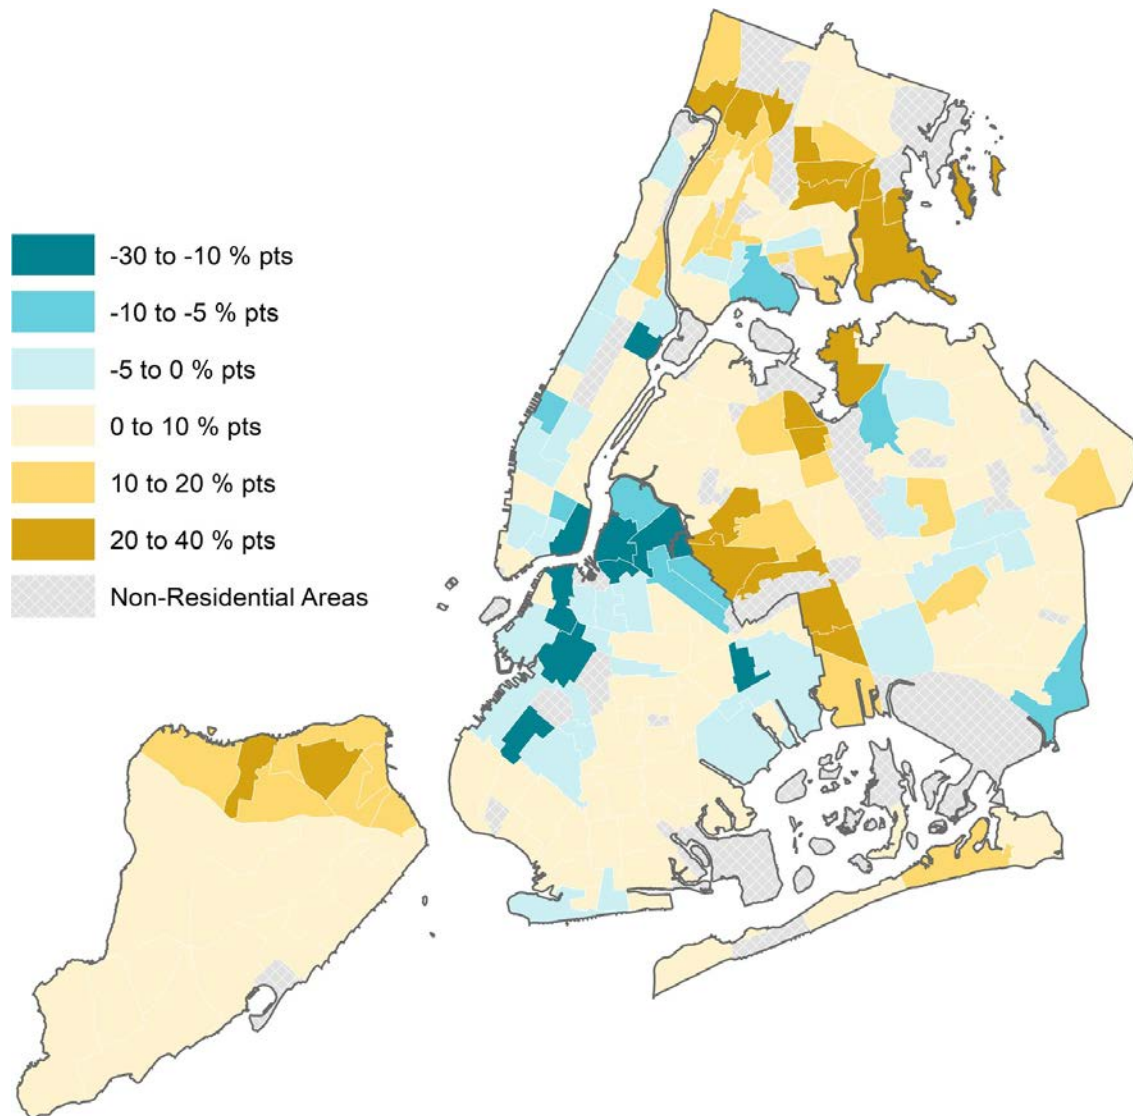 -30 to -10 % pts
-10 to -5 % pts
-5 to 0 % pts
0 to 10 % pts
10 to 20 % pts
20 to 40 % pts
Non-Residential Areas